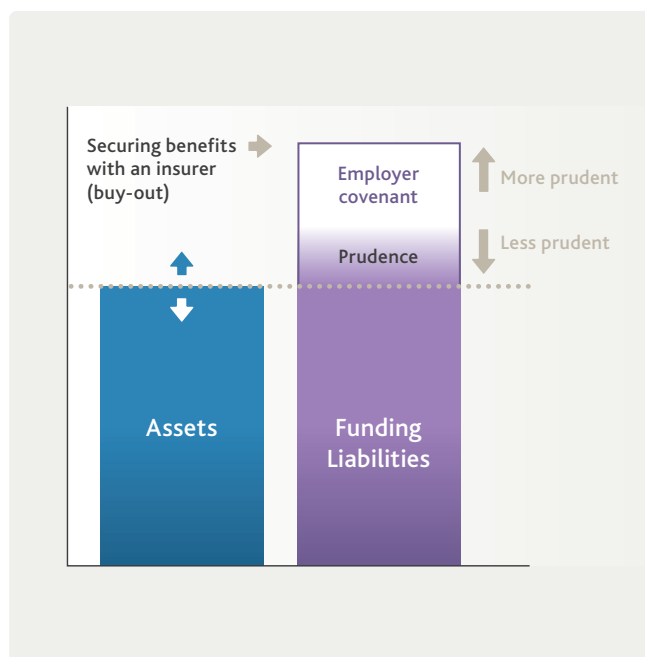 Securing benefits
with an insurer
(buy-out)
Employer
covenant
More prudent
Less prudent
Prudence
Assets
Funding
Liabilities